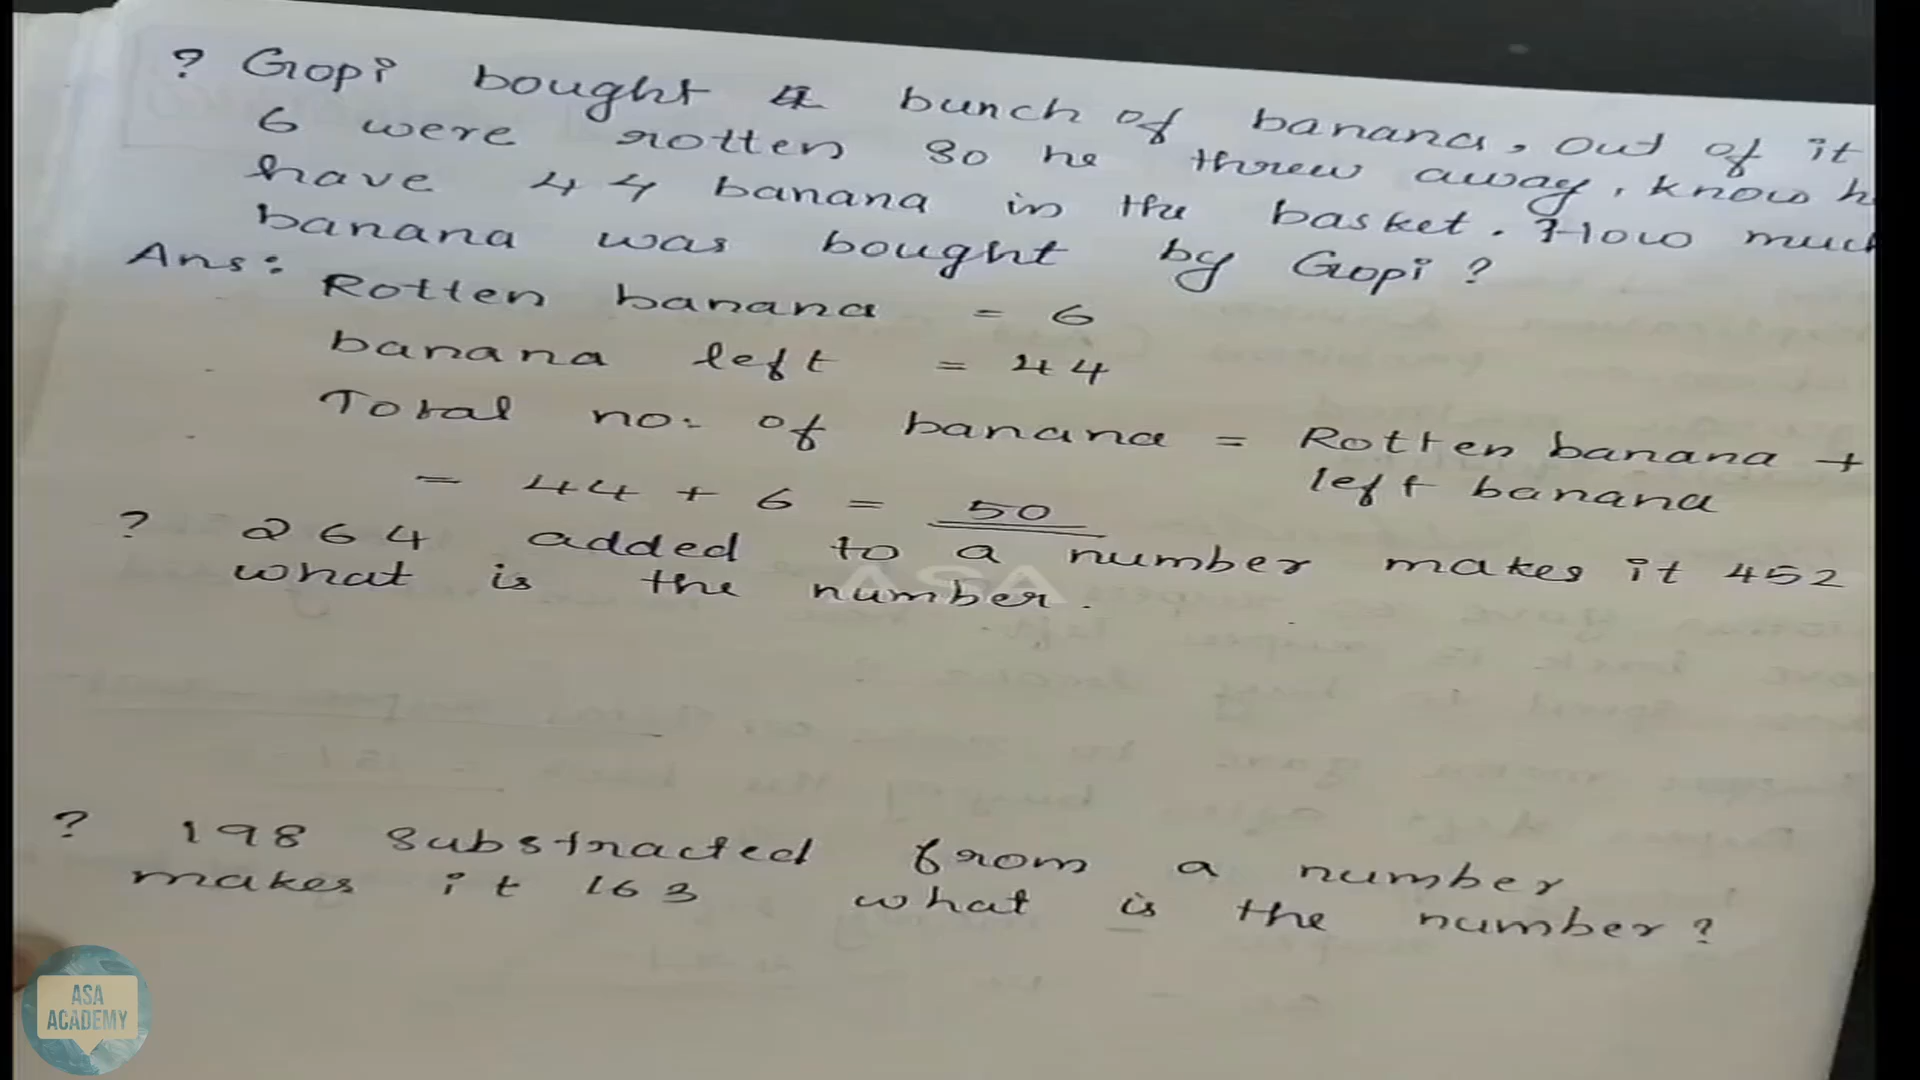 ? Gopi bought a bunch of banana, out of it
6 were rotten so he threw away, know h
have 44 banana in the basket. How much
banana was bought by Gopi ?
Ans:
Rotten banana = 6
banana left = 44
Total no: of banana = Rotten banana +
left banana
= 44 + 6 = 50
? 264 added to a number makes it 452
what is the number.
ASA
? 198 Substracted from a number
makes it 163 what is the number ?
ASA
ACADEMY